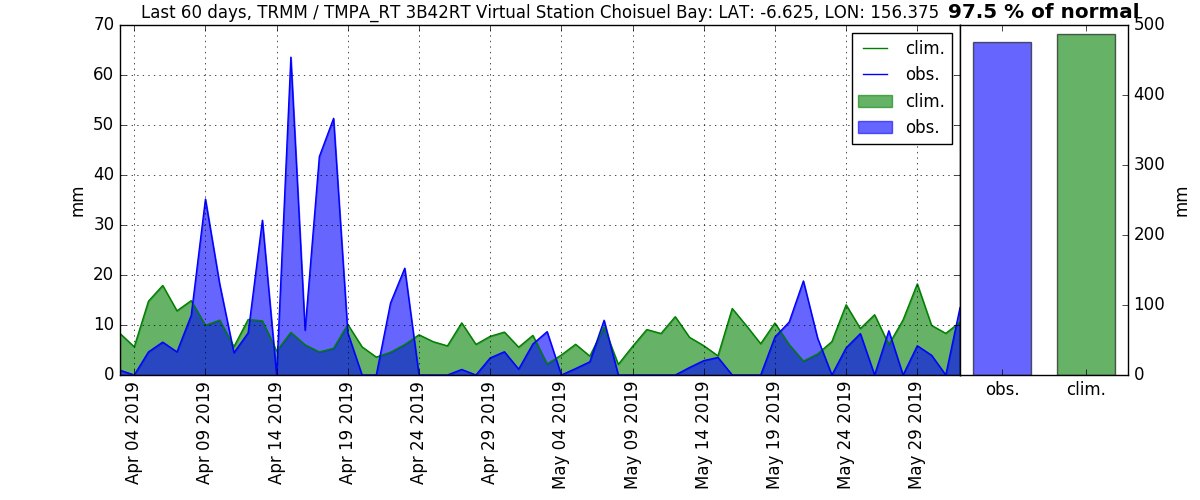 Last 60 days, TRMM / TMPA_RT 3B42RT Virtual Station Choisuel Bay: LAT: -6.625, LON: 156.375
97.5 % of normal
70
60
50
40
30
20
10
0
mm
clim.
obs.
clim.
obs.
500
400
300
200
100
0
mm
Apr 04 2019
Apr 09 2019
Apr 14 2019
Apr 19 2019
Apr 24 2019
Apr 29 2019
May 04 2019
May 09 2019
May 14 2019
May 19 2019
May 24 2019
May 29 2019
obs.
clim.